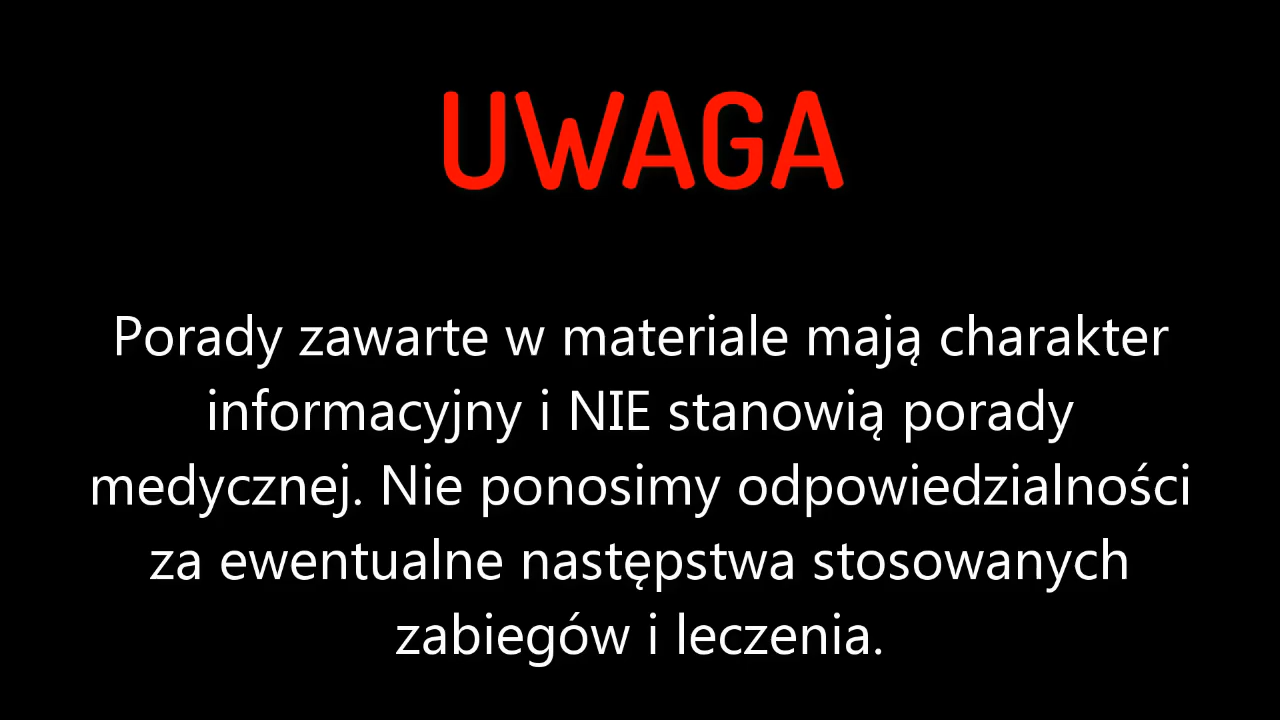 UWAGA
Porady zawarte w materiale mają charakter
informacyjny i NIE stanowią porady
medycznej. Nie ponosimy odpowiedzialności
za ewentualne następstwa stosowanych
zabiegów i leczenia.